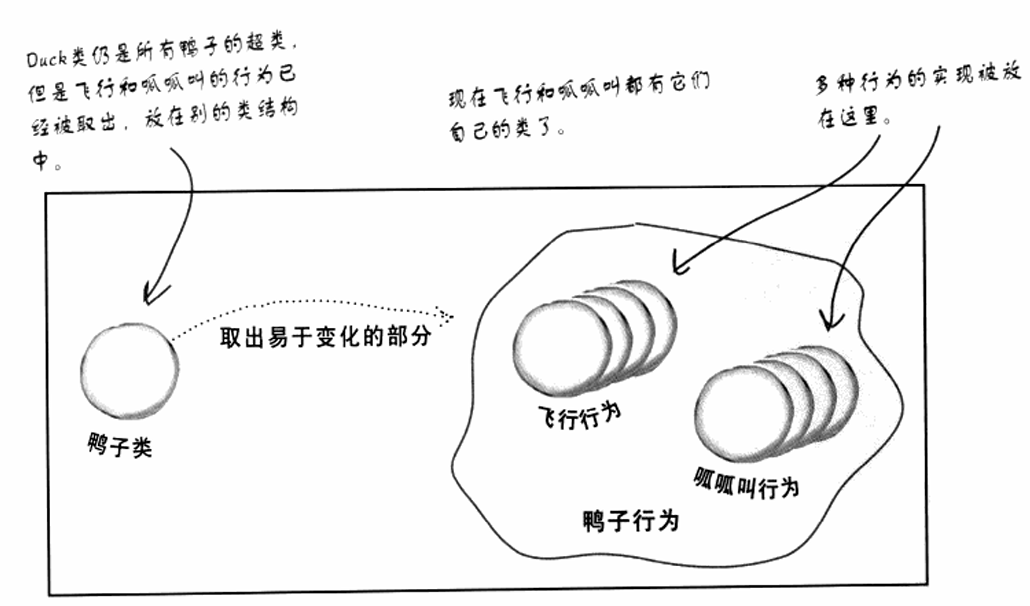 Duck类仍是所有鸭子的超类，
但是飞行和呱呱叫的行为已
经被取出，放在别的类结构
中。
现在飞行和呱呱叫都有它们
自己的类了。
多种行为的实现被放
在这里。
取出易于变化的部分
鸭子类
飞行行为
呱呱叫行为
鸭子行为